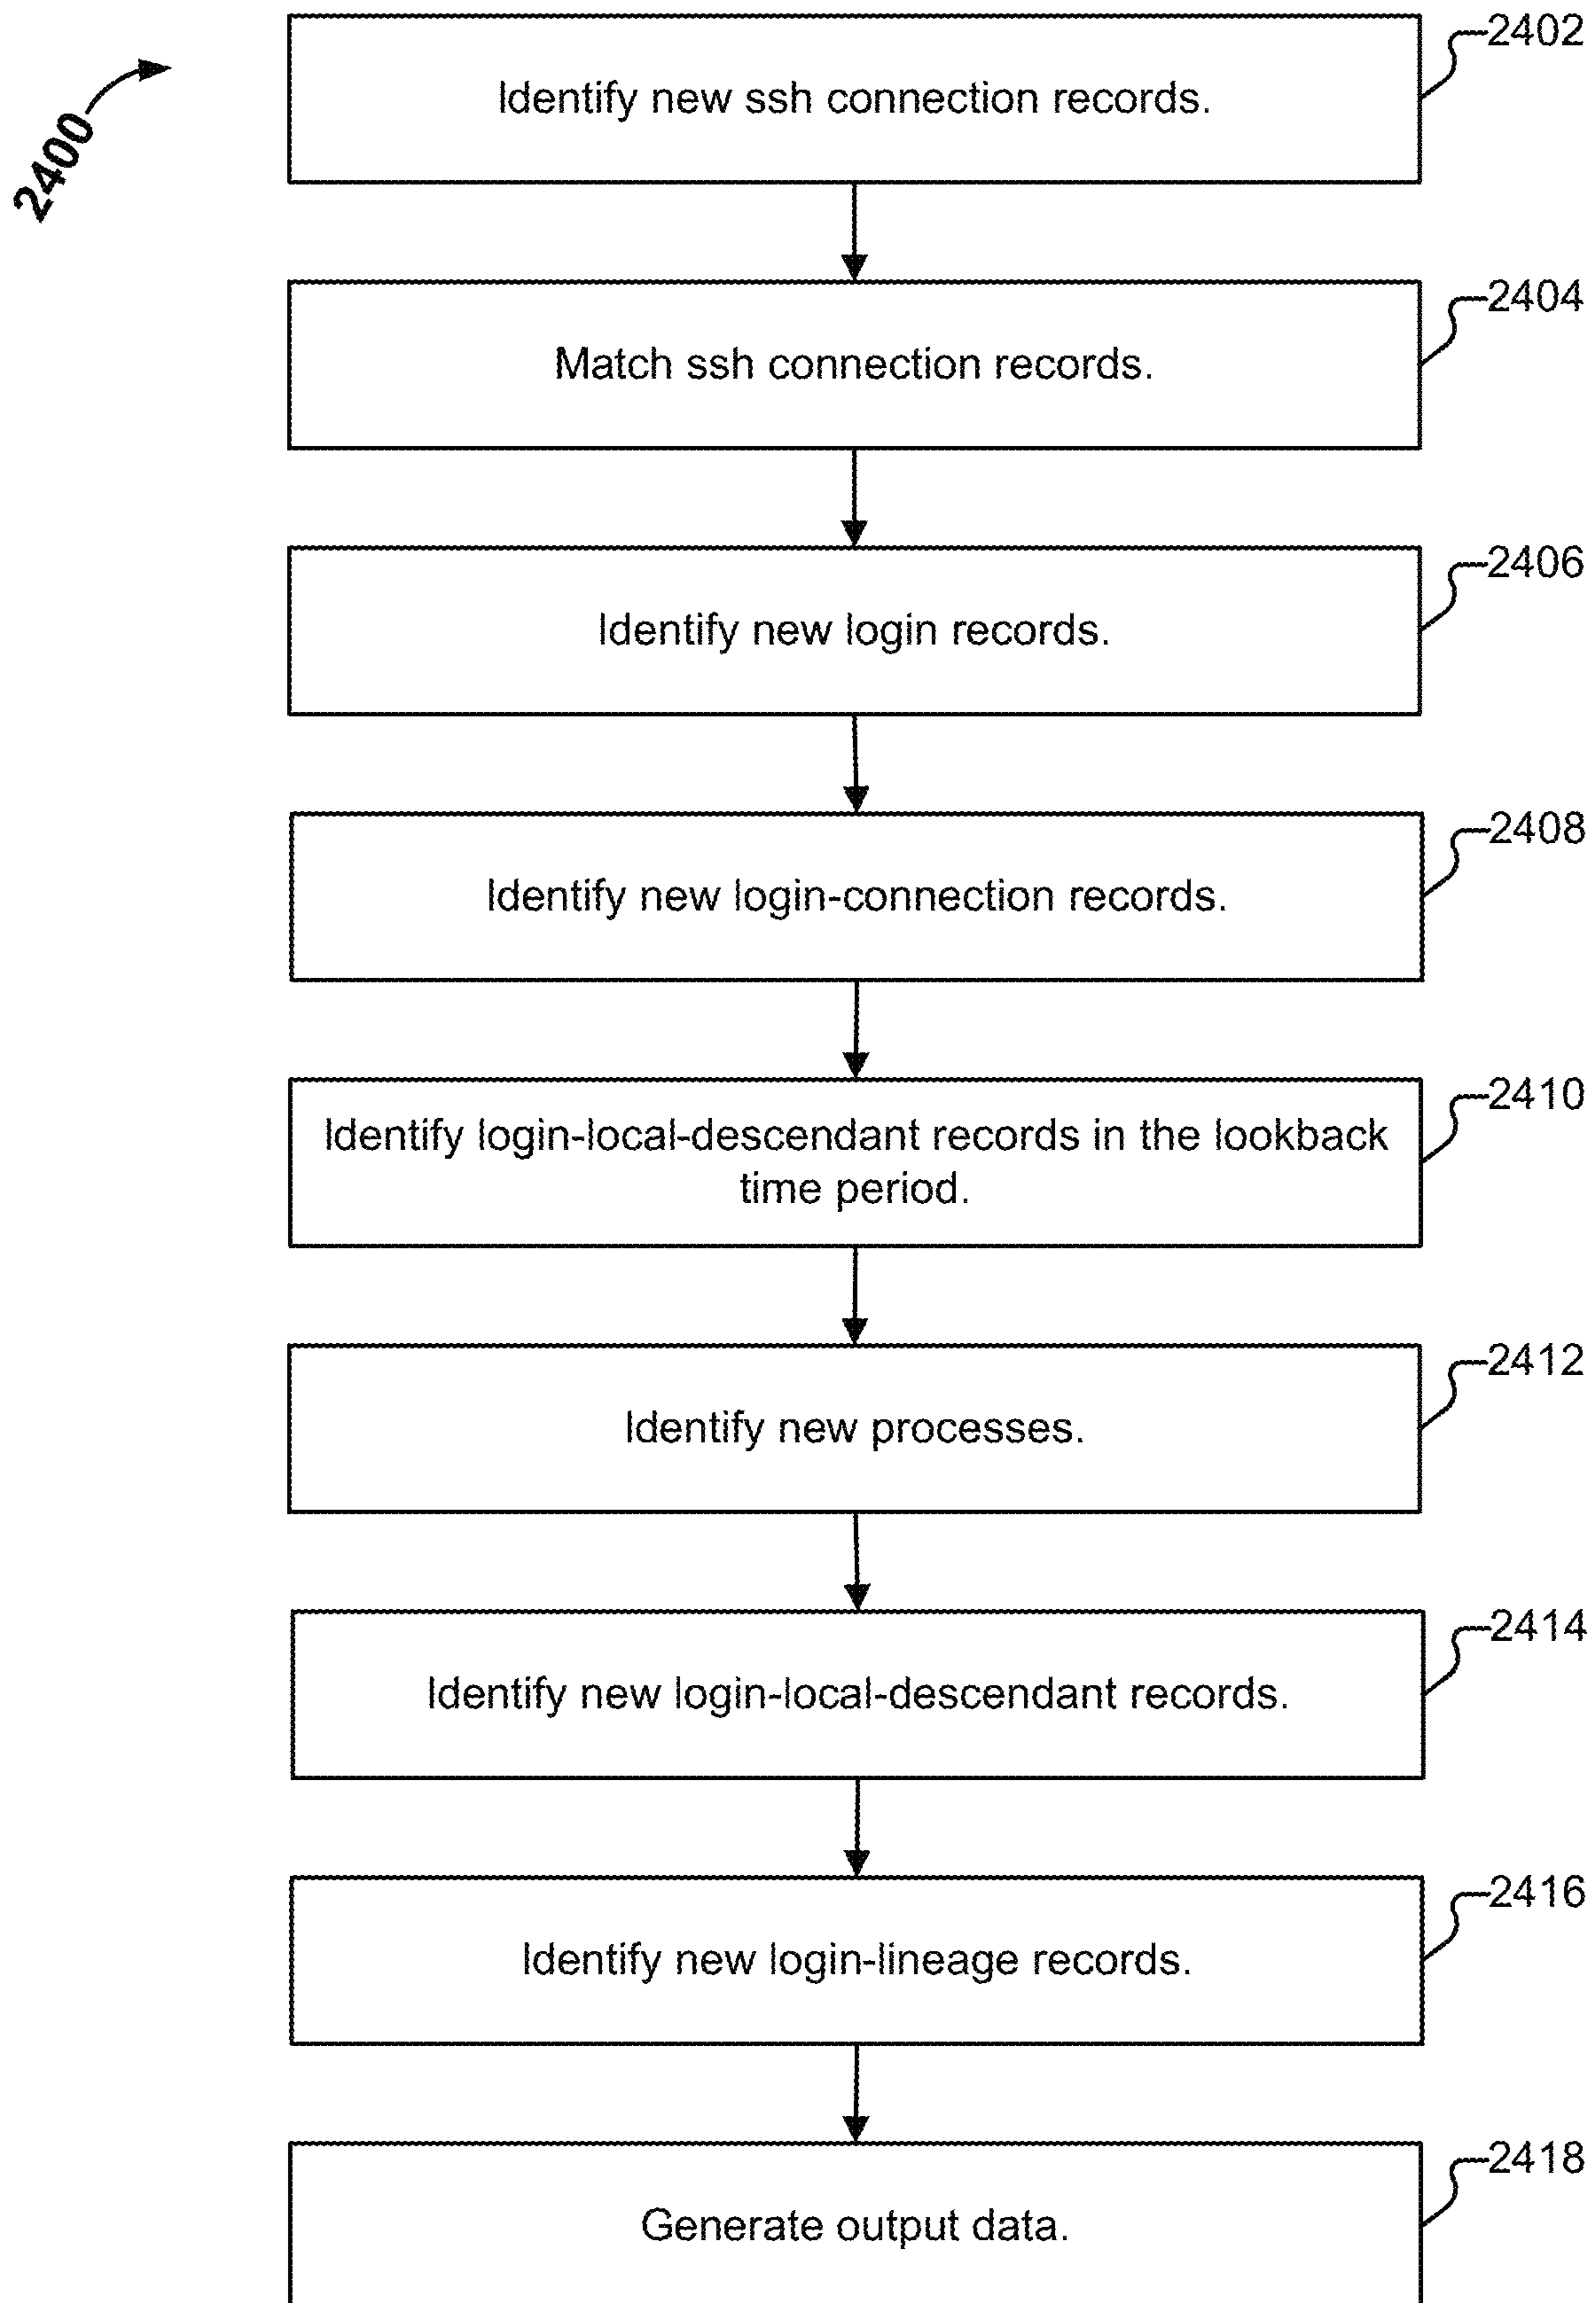 2400
2402
Identify new ssh connection records.
2404
Match ssh connection records.
2406
Identify new login records.
2408
Identify new login-connection records.
2410
Identify login-local-descendant records in the lookback
time period.
2412
Identify new processes.
2414
Identify new login-local-descendant records.
2416
Identify new login-lineage records.
2418
Generate output data.